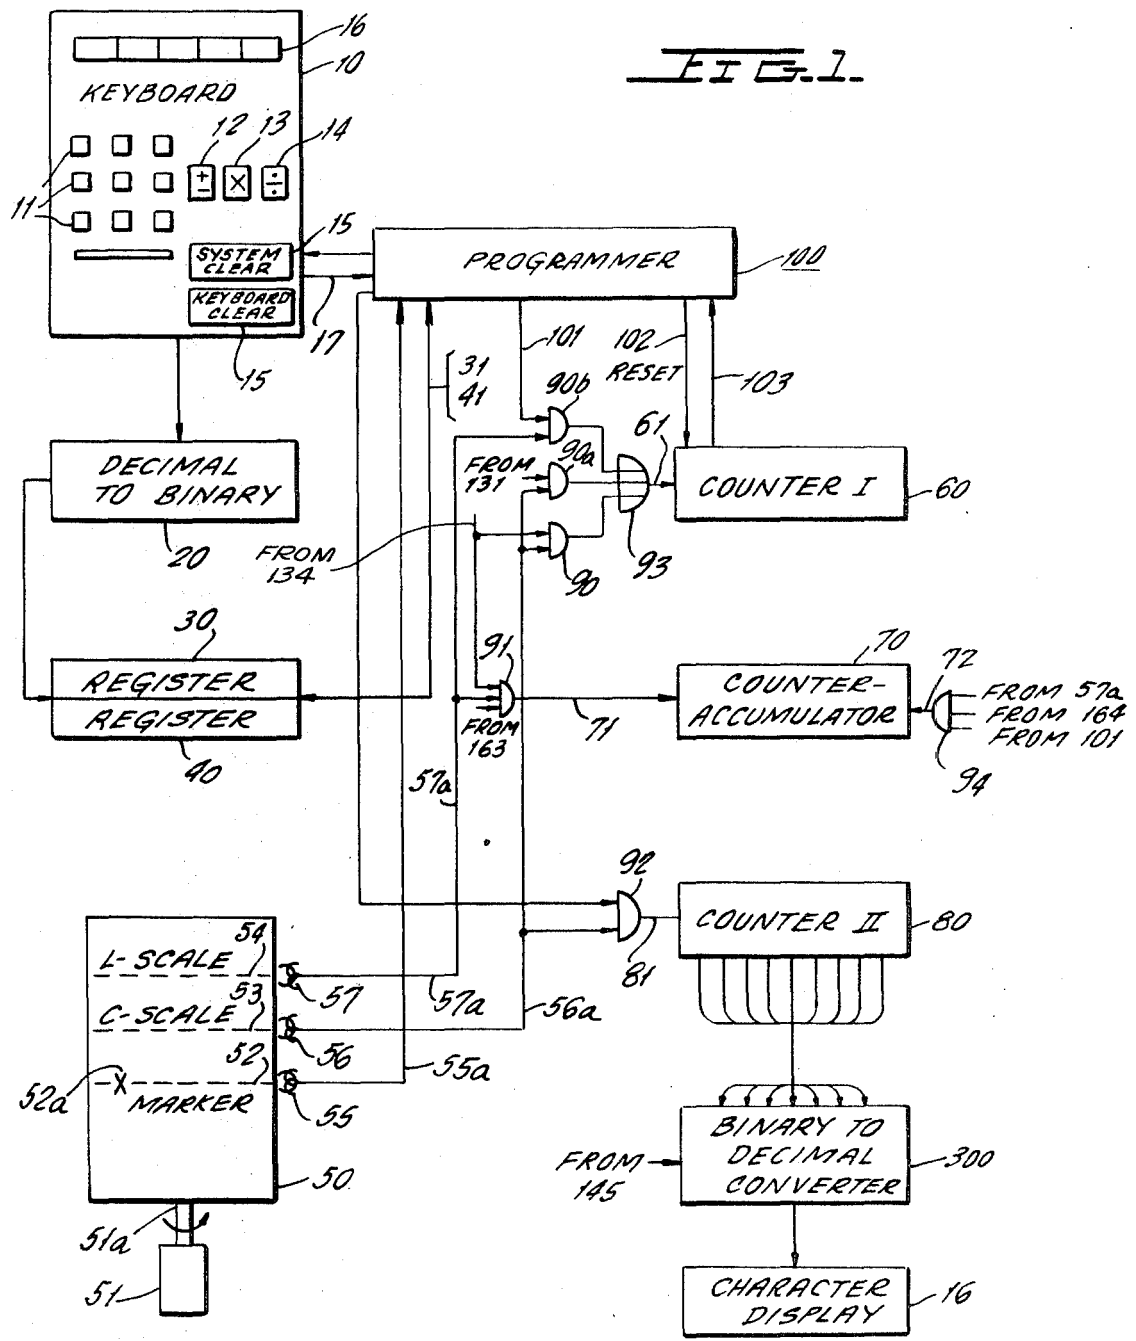 FIG.1.
16
10
KEYBOARD
12
13
14
+
−
X
÷
11
15
SYSTEM
CLEAR
KEYBOARD
CLEAR
15
17
PROGRAMMER
100
31
41
101
102
RESET
103
90b
FROM
131
90a
61
COUNTER I
60
93
90
DECIMAL
TO BINARY
20
FROM
134
30
REGISTER
REGISTER
40
91
FROM
163
71
70
COUNTER-
ACCUMULATOR
72
FROM 57a
FROM 164
FROM 101
94
57a
92
81
COUNTER II
80
L-SCALE
54
57
57a
C-SCALE
53
56
56a
52
52a
X
MARKER
55
55a
50
51a
51
FROM
145
BINARY TO
DECIMAL
CONVERTER
300
CHARACTER
DISPLAY
16